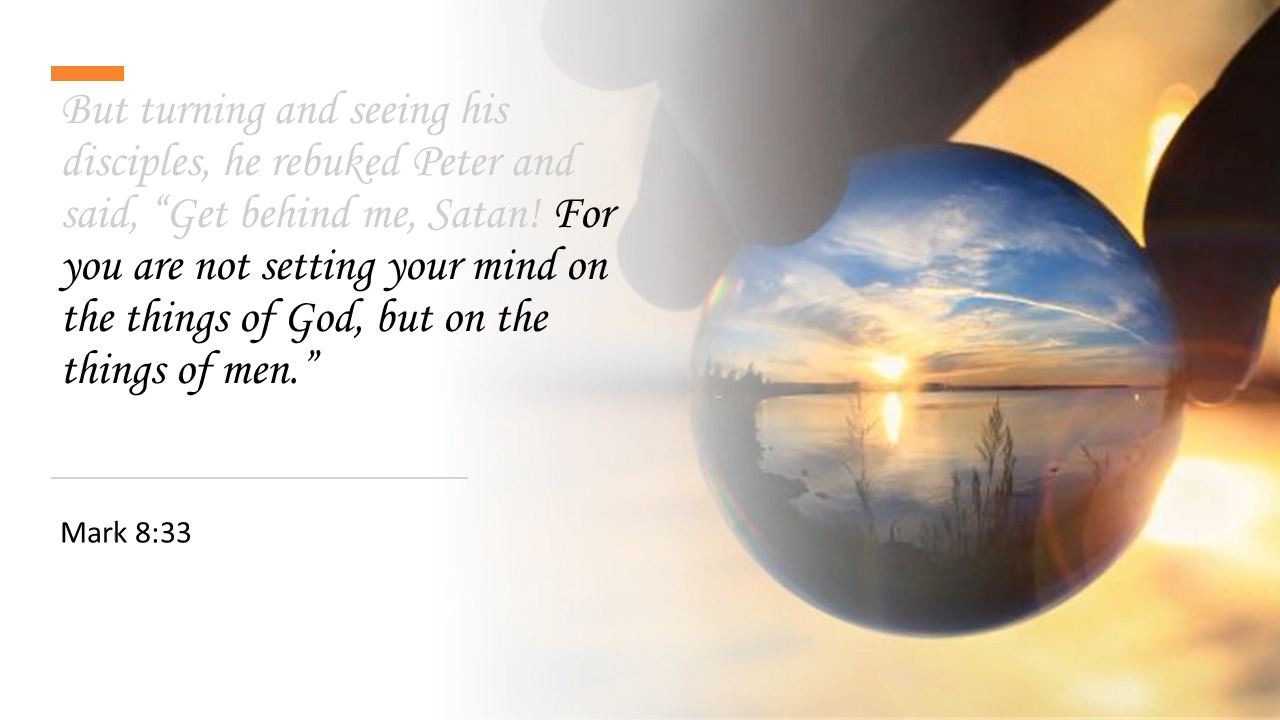 But turning and seeing his
disciples, he rebuked Peter and
said, “Get behind me, Satan! For
you are not setting your mind on
the things of God, but on the
things of men.”
Mark 8:33